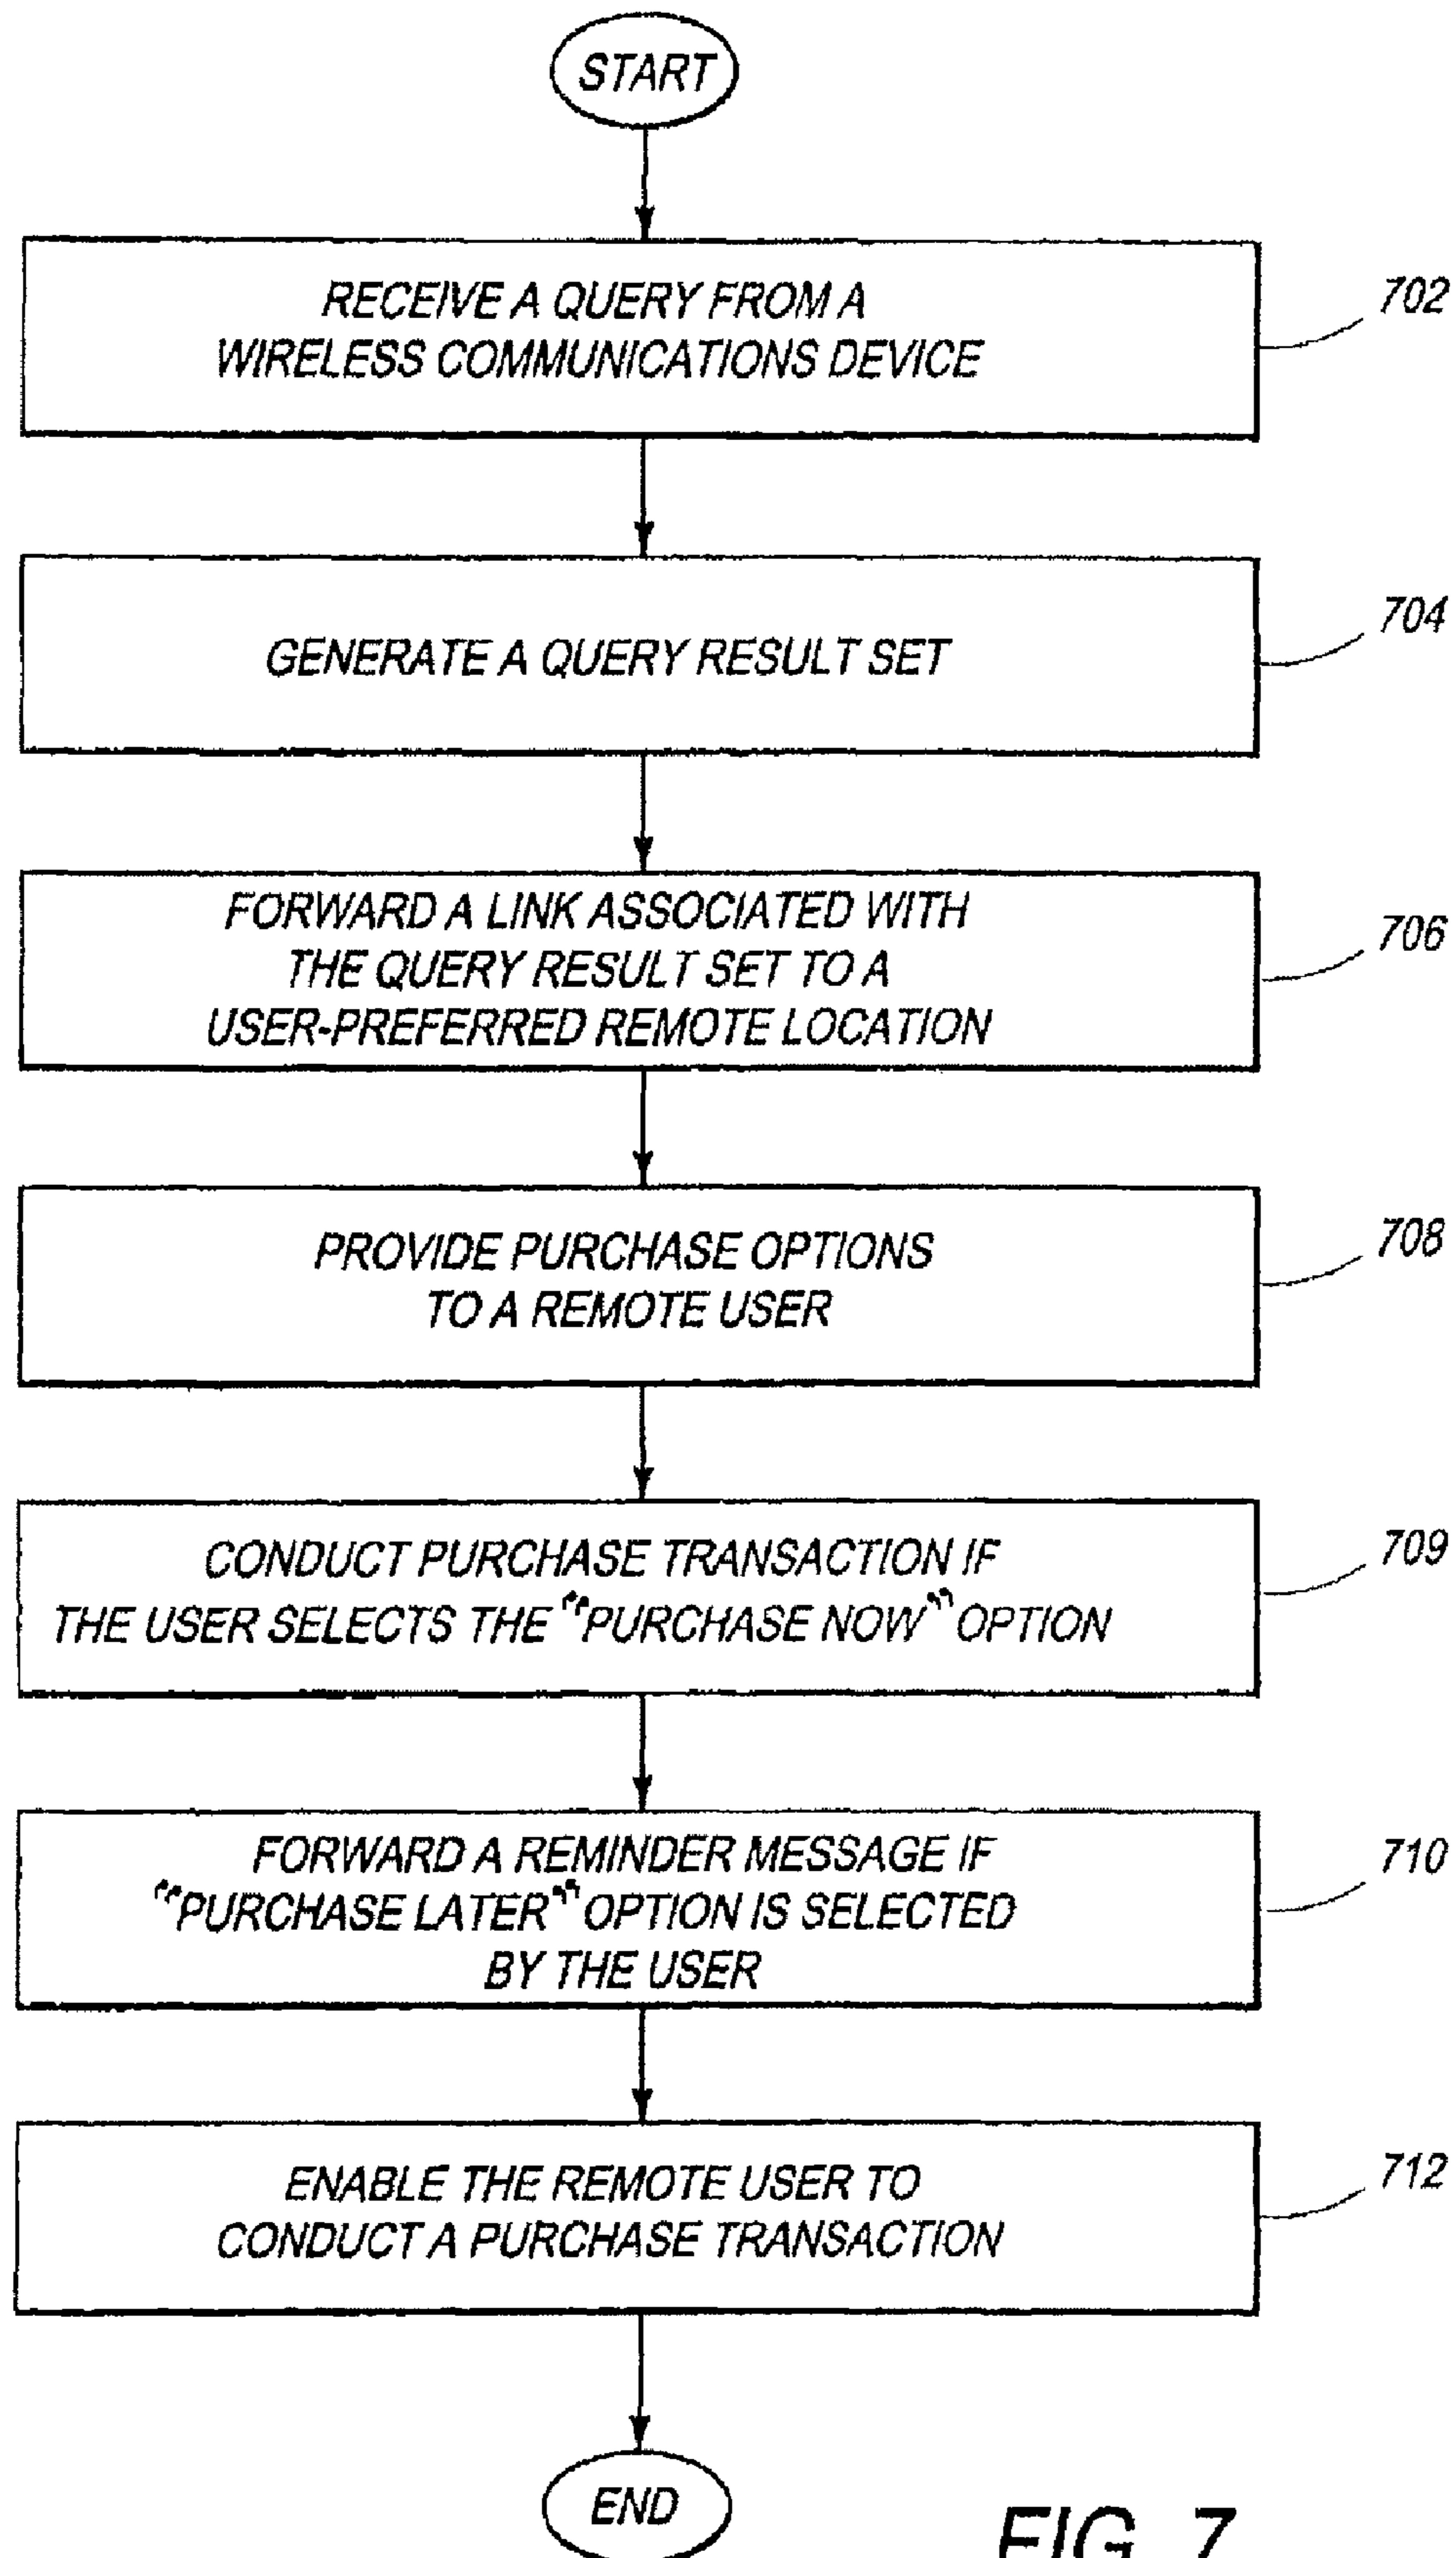 START
RECEIVE A QUERY FROM A
WIRELESS COMMUNICATIONS DEVICE
702
GENERATE A QUERY RESULT SET
704
FORWARD A LINK ASSOCIATED WITH
THE QUERY RESULT SET TO A
USER-PREFERRED REMOTE LOCATION
706
PROVIDE PURCHASE OPTIONS
TO A REMOTE USER
708
CONDUCT PURCHASE TRANSACTION IF
THE USER SELECTS THE "PURCHASE NOW" OPTION
709
FORWARD A REMINDER MESSAGE IF
"PURCHASE LATER" OPTION IS SELECTED
BY THE USER
710
ENABLE THE REMOTE USER TO
CONDUCT A PURCHASE TRANSACTION
712
END
FIG. 7